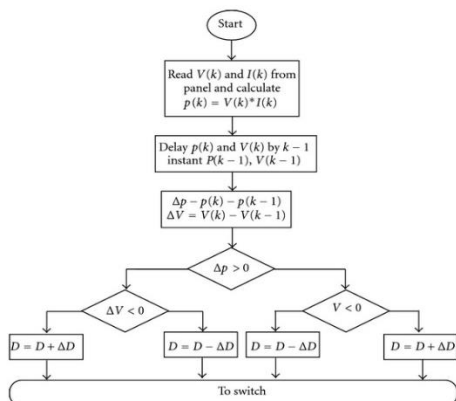 Start
Read V(k) and I(k) from
panel and calculate
p(k) = V(k)*I(k)
Delay p(k) and V(k) by k − 1
instant P(k−1), V(k−1)
Δp − p(k) − p(k−1)
ΔV = V(k) − V(k−1)
Δp > 0
ΔV < 0
V < 0
D = D + ΔD
D = D − ΔD
D = D − ΔD
D = D + ΔD
To switch